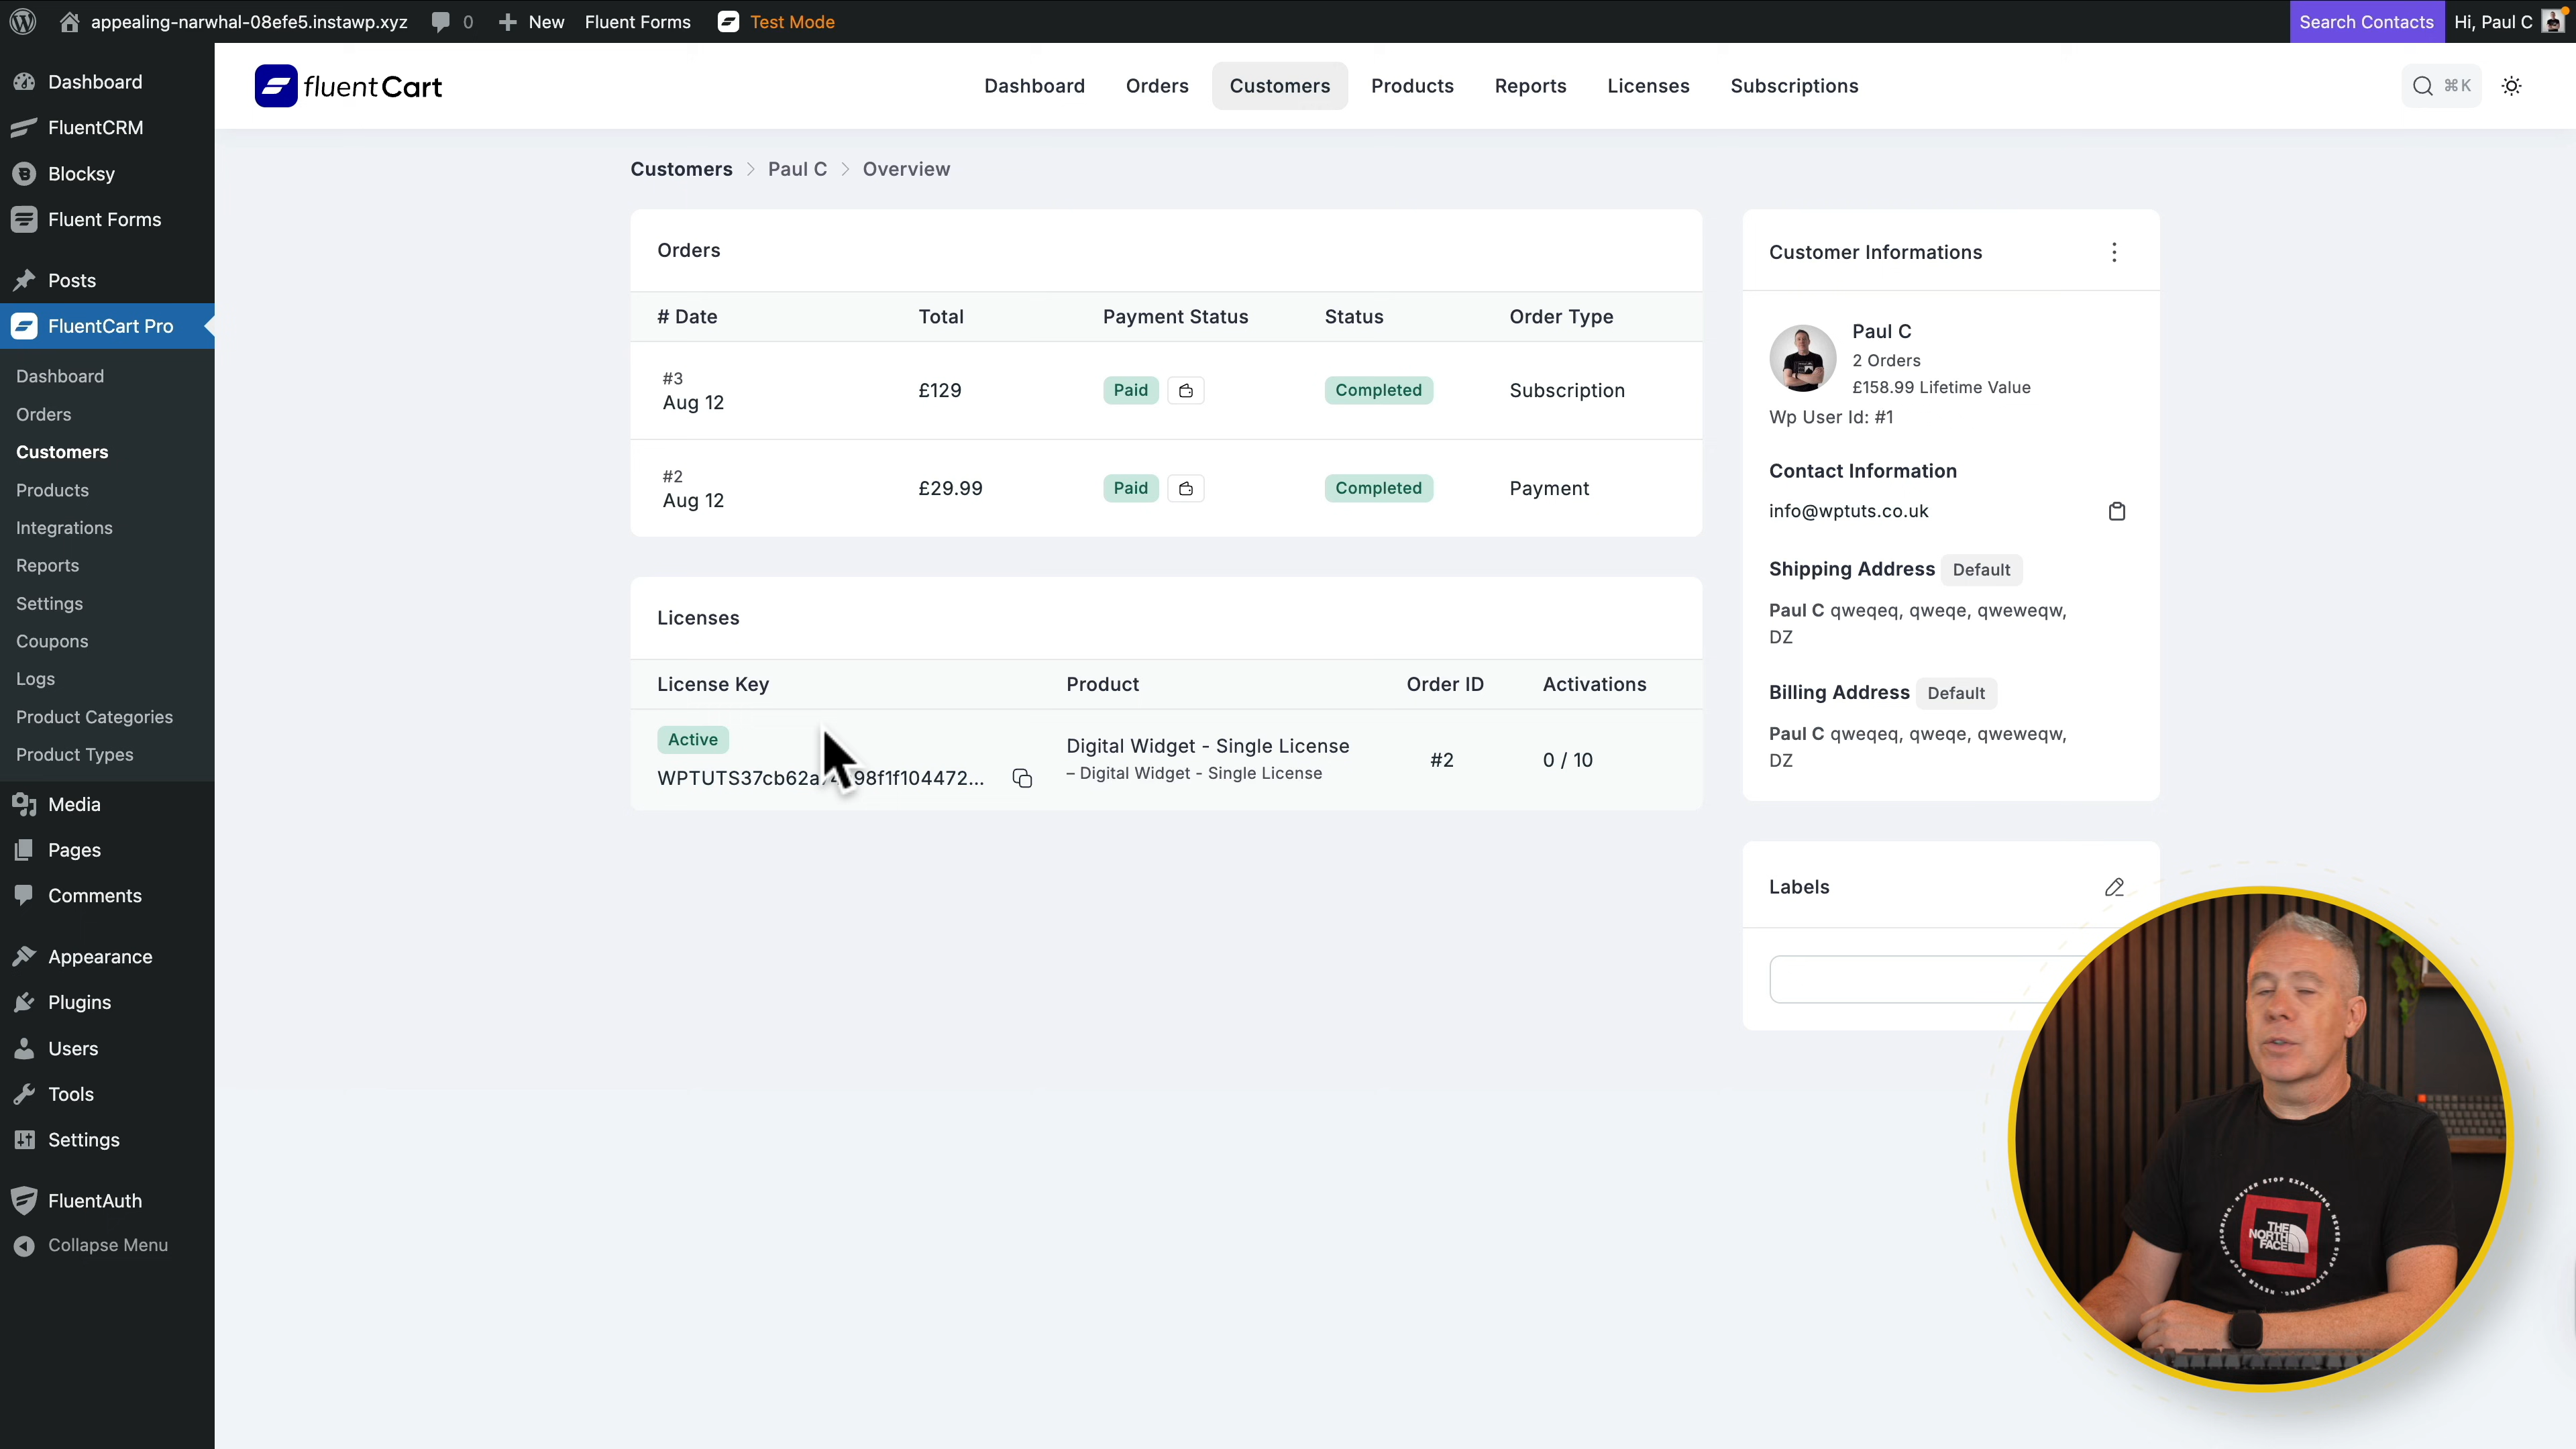 appealing-narwhal-08efe5.instawp.xyz 0 New Fluent Forms Test Mode Search Contacts Hi, Paul C
Dashboard
FluentCRM
Blocksy
Fluent Forms
Posts
FluentCart Pro
Dashboard
Orders
Customers
Products
Integrations
Reports
Settings
Coupons
Logs
Product Categories
Product Types
Media
Pages
Comments
Appearance
Plugins
Users
Tools
Settings
FluentAuth
Collapse Menu
fluentCart Dashboard Orders Customers Products Reports Licenses Subscriptions ⌘K
Customers > Paul C > Overview
Orders
# Date Total Payment Status Status Order Type
#3
Aug 12 £129 Paid Completed Subscription
#2
Aug 12 £29.99 Paid Completed Payment
Licenses
License Key Product Order ID Activations
Active
Digital Widget - Single License
– Digital Widget - Single License
#2 0 / 10
Customer Informations
Paul C
2 Orders
£158.99 Lifetime Value
Wp User Id: #1
Contact Information
info@wptuts.co.uk
Shipping Address Default
Paul C qweqeq, qweqe, qweweqw,
DZ
Billing Address Default
Paul C qweqeq, qweqe, qweweqw,
DZ
Labels
NEVER STOP EXPLORING
THE
NORTH
FACE